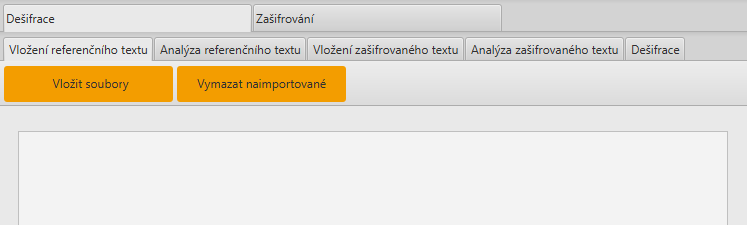 Dešifrace Zašifrování
Vložení referenčního textu Analýza referenčního textu Vložení zašifrovaného textu Analýza zašifrovaného textu Dešifrace
Vložit soubory Vymazat naimportované